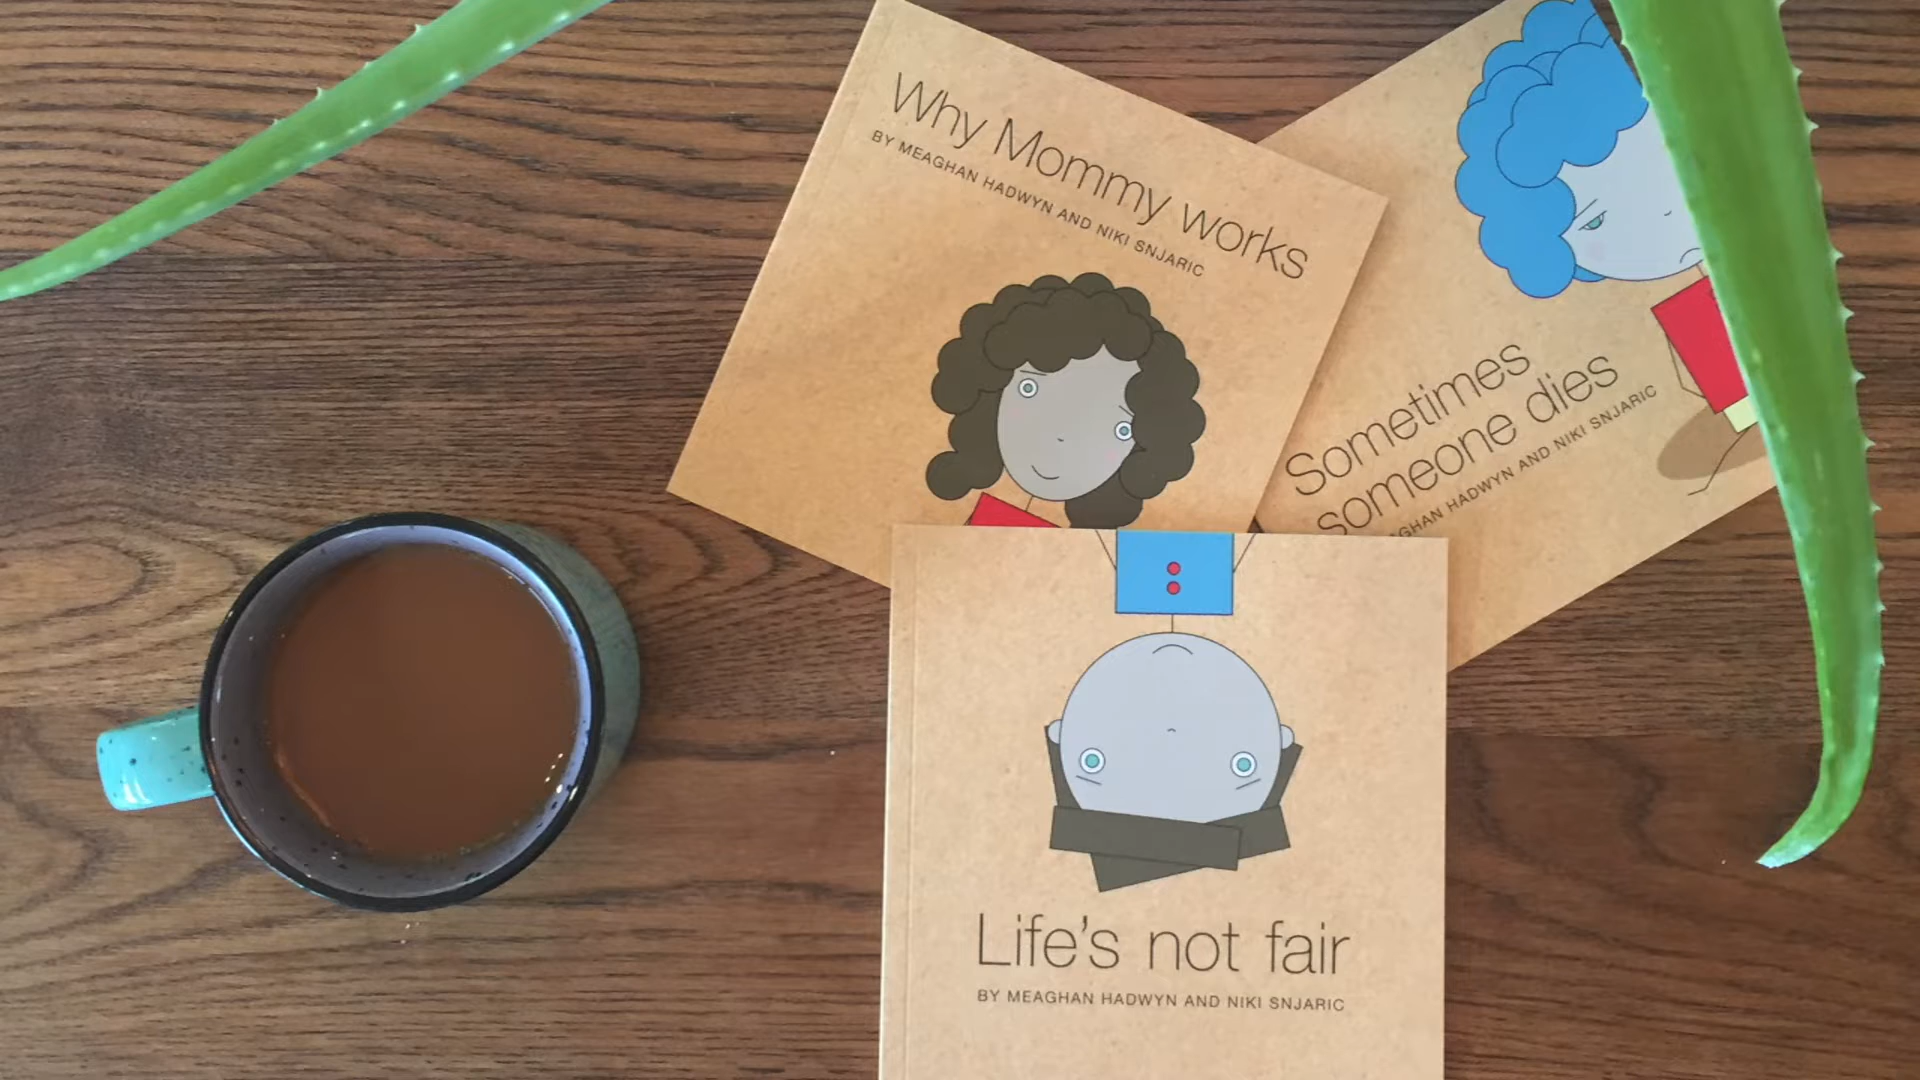 Why Mommy works
BY MEAGHAN HADWYN AND NIKI SNJARIC
Sometimes
someone dies
HADWYN AND NIKI SNJARIC
Life's not fair
BY MEAGHAN HADWYN AND NIKI SNJARIC